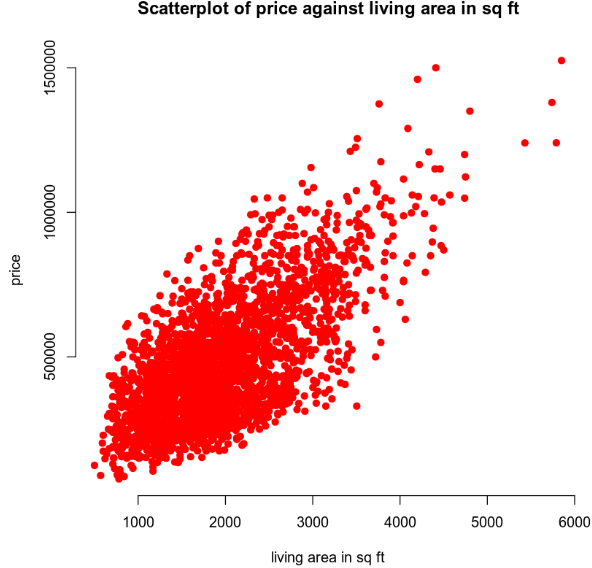 Scatterplot of price against living area in sq ft
1500000
1000000
500000
price
1000 2000 3000 4000 5000 6000
living area in sq ft